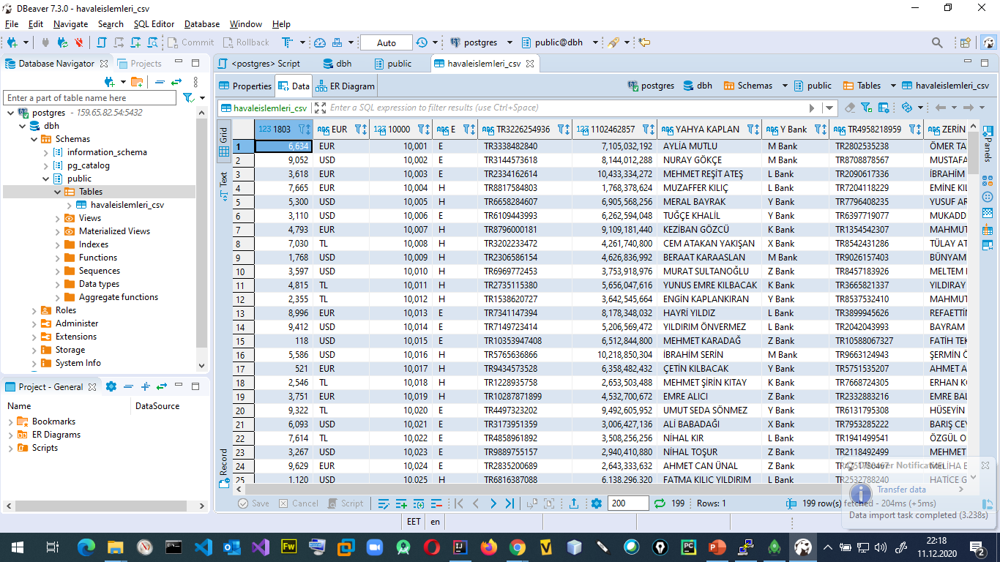 DBeaver 7.3.0 - havaleislemleri_csv
File Edit Navigate Search SQL Editor Database Window Help
Commit Rollback Auto postgres public@dbh
Database Navigator Projects
<postgres> Script dbh public havaleislemleri_csv
Enter a part of table name here
postgres - 159.65.82.54:5432
dbh
Schemas
information_schema
pg_catalog
public
Tables
havaleislemleri_csv
Views
Materialized Views
Indexes
Functions
Sequences
Data types
Aggregate functions
Roles
Administer
Extensions
Storage
System Info
Project - General
Name DataSource
Bookmarks
ER Diagrams
Scripts
Properties Data ER Diagram postgres dbh Schemas public Tables havaleislemleri_csv
havaleislemleri_csv Enter a SQL expression to filter results (use Ctrl+Space)
Grid
Text
Record
Panels
123 1803 ABC EUR 123 10000 ABC E ABC TR3226254936 123 1102462857 ABC YAHYA KAPLAN ABC Y Bank ABC TR4958218959 ABC ZERİN
1 6,634 EUR 10,001 E TR3338482840 7,105,032,192 AYLİA MUTLU M Bank TR2802535238 ÖMER TA
2 9,052 USD 10,002 E TR3144573618 8,144,012,288 NURAY GÖKÇE M Bank TR8708878567 MUSTAFA
3 3,618 EUR 10,003 E TR2334162614 10,433,334,272 MEHMET REŞİT ATEŞ L Bank TR2090617336 İBRAHİM
4 7,665 EUR 10,004 H TR8817584803 1,768,378,624 MUZAFFER KILIÇ L Bank TR7204118229 EMİNE KIL
5 5,300 USD 10,005 H TR6658284607 6,905,568,256 MERAL BAYRAK Y Bank TR7796408235 YUSUF AR
6 3,110 USD 10,006 E TR6109443993 6,262,594,048 TUĞÇE KHALİL Y Bank TR6397719077 MUKADD
7 4,793 EUR 10,007 H TR8796000181 9,109,181,440 KEZİBAN GÖZCÜ K Bank TR1354542307 MAHMUT
8 7,030 TL 10,008 H TR3202233472 4,261,740,800 CEM ATAKAN YAKIŞAN X Bank TR8542431286 TÜLAY AT
9 1,768 USD 10,009 H TR2306586154 4,626,836,992 BERAAT KARAASLAN M Bank TR9026157403 BÜNYAM
10 3,597 USD 10,010 H TR6969772453 3,753,918,976 MURAT SULTANOĞLU Z Bank TR8457183926 MELTEM
11 4,815 TL 10,011 H TR2735115380 5,656,047,616 YUNUS EMRE KILBACAK K Bank TR3665821337 YILDIRAY
12 2,355 TL 10,012 H TR1538620727 3,642,545,664 ENGİN KAPLANKIRAN Y Bank TR8537532410 MAHMUT
13 8,996 EUR 10,013 H TR7341147394 8,178,348,032 HAYRİ YILDIZ L Bank TR3899945626 REFAETTİ
14 9,412 USD 10,014 E TR7149723414 5,206,569,472 YILDIRIM ÖNVERMEZ L Bank TR2042043993 BAYRAM
15 118 USD 10,015 E TR10353947408 6,512,844,800 MEHMET KARADAĞ Z Bank TR10588067327 FATİH TEK
16 5,586 USD 10,016 H TR5765636866 10,218,850,304 İBRAHİM SERİN M Bank TR9663124943 ŞERMİN Ö
17 521 EUR 10,017 H TR9434573528 6,358,482,432 ÇETİN KILBACAK Y Bank TR5751535207 AHMET A
18 2,546 TL 10,018 H TR1228935758 2,653,503,488 MEHMET ŞİRİN KITAY K Bank TR7668724305 ERHAN K
19 3,751 EUR 10,019 H TR10287871899 4,532,700,672 EMRE ALICI Z Bank TR2332883216 EMRE BAL
20 9,322 TL 10,020 E TR4497323202 9,492,605,952 UMUT SEDA SÖNMEZ Y Bank TR6131795308 HÜSEYİN
21 6,093 USD 10,021 E TR3173951359 3,006,427,136 ALİ BABADAĞI X Bank TR7953285222 BARIŞ CEY
22 7,614 TL 10,022 E TR4858961892 3,508,256,256 NİHAL KIR L Bank TR1941499541 ÖZGÜL O
23 3,267 USD 10,023 E TR9889755157 2,940,410,880 NİHAL TOŞUR Z Bank TR2118492499 MEHMET
24 9,629 EUR 10,024 E TR2835200689 2,643,333,632 AHMET CAN ÜNAL Z Bank MELİHA E
25 1,120 USD 10,025 H TR6816387088 6,138,296,320 FATMA KILIC YILDIRIM L Bank TR2532788240 HATİCE G
DBeaver Notification
Transfer data
Data import task completed (3.238s)
Save Cancel Script 200 199 Rows: 1 199 row(s) fetched - 204ms (+5ms)
EET en
22:18
11.12.2020
2